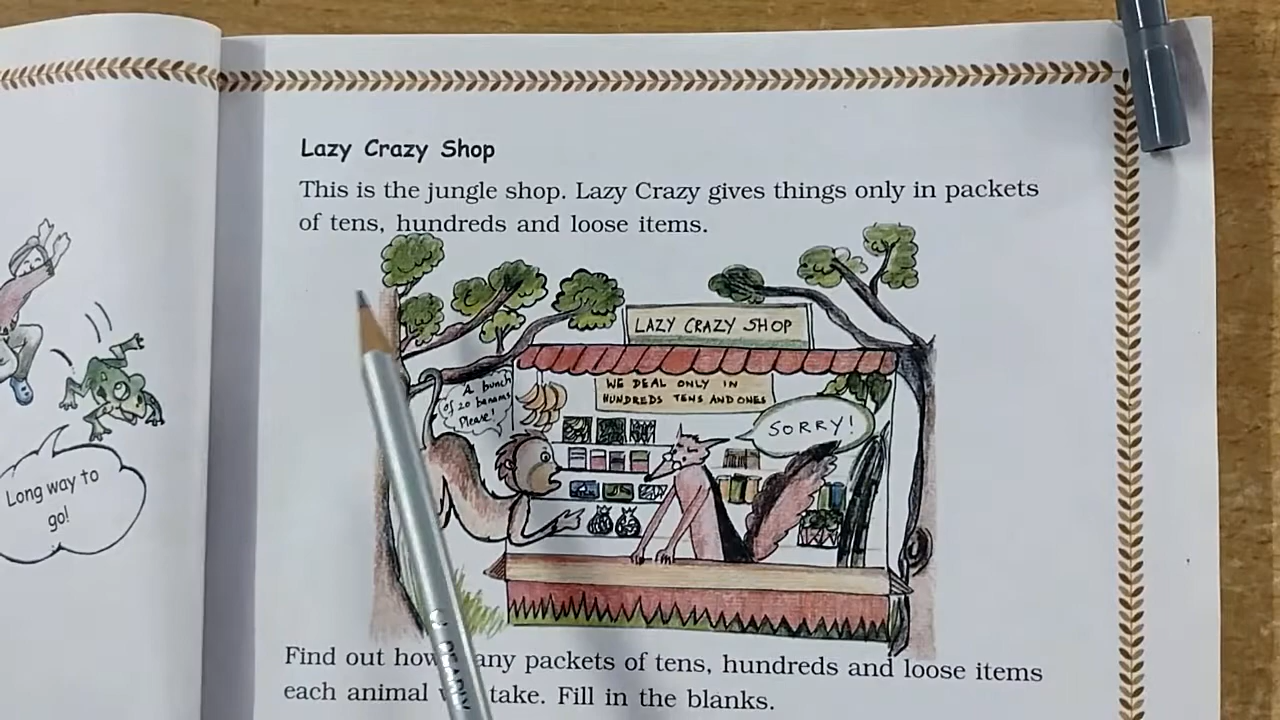 Lazy Crazy Shop
This is the jungle shop. Lazy Crazy gives things only in packets
of tens, hundreds and loose items.
LAZY CRAZY SHOP
WE DEAL ONLY IN
HUNDREDS TENS AND ONES
A bunch
of 20 bananas
Please!
SORRY!
Long way to
go!
Find out how any packets of tens, hundreds and loose items
each animal take. Fill in the blanks.